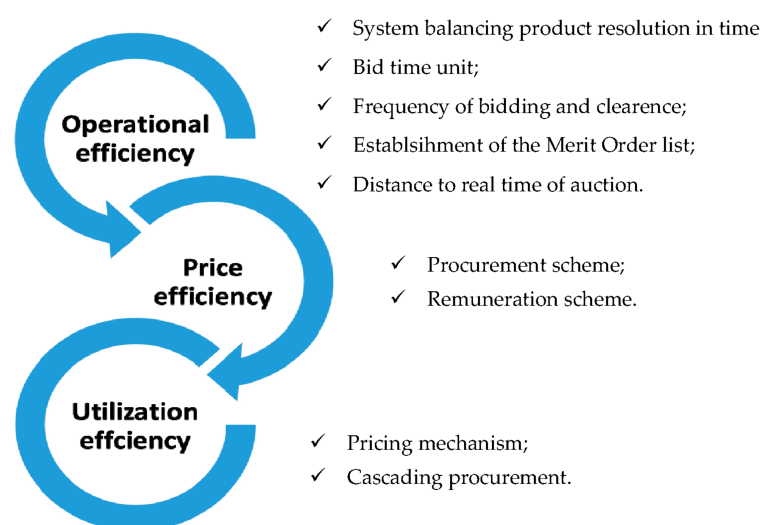 Operational
efficiency
✓ System balancing product resolution in time
✓ Bid time unit;
✓ Frequency of bidding and clearence;
✓ Establsihment of the Merit Order list;
✓ Distance to real time of auction.
Price
efficiency
✓ Procurement scheme;
✓ Remuneration scheme.
Utilization
effciency
✓ Pricing mechanism;
✓ Cascading procurement.